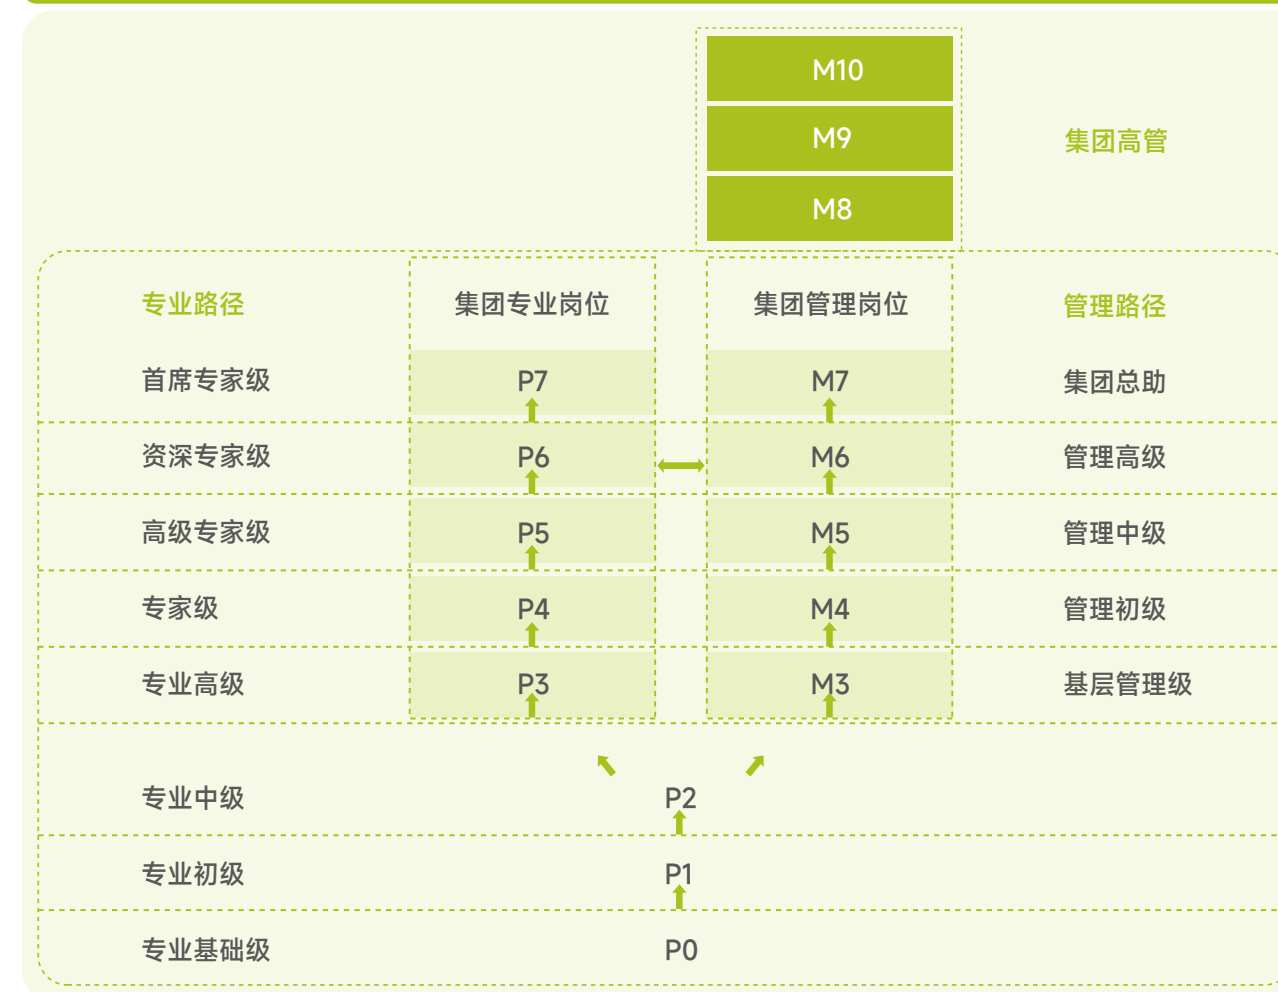 M10
M9
集团高管
M8
专业路径 集团专业岗位 集团管理岗位 管理路径
首席专家级 P7 M7 集团总助
资深专家级 P6 M6 管理高级
高级专家级 P5 M5 管理中级
专家级 P4 M4 管理初级
专业高级 P3 M3 基层管理级
专业中级 P2
专业初级 P1
专业基础级 P0